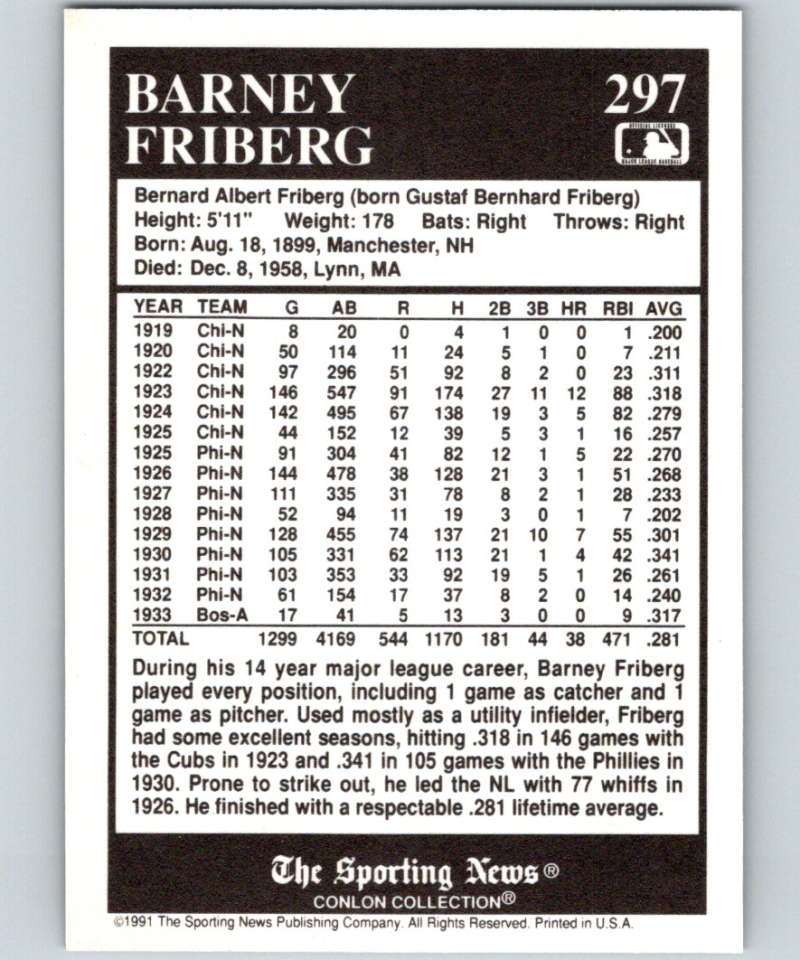 BARNEY 297
FRIBERG
OFFICIAL LICENSEE
MAJOR LEAGUE BASEBALL
Bernard Albert Friberg (born Gustaf Bernhard Friberg)
Height: 5'11" Weight: 178 Bats: Right Throws: Right
Born: Aug. 18, 1899, Manchester, NH
Died: Dec. 8, 1958, Lynn, MA
YEAR TEAM G AB R H 2B 3B HR RBI AVG
1919 Chi-N 8 20 0 4 1 0 0 1 .200
1920 Chi-N 50 114 11 24 5 1 0 7 .211
1922 Chi-N 97 296 51 92 8 2 0 23 .311
1923 Chi-N 146 547 91 174 27 11 12 88 .318
1924 Chi-N 142 495 67 138 19 3 5 82 .279
1925 Chi-N 44 152 12 39 5 3 1 16 .257
1925 Phi-N 91 304 41 82 12 1 5 22 .270
1926 Phi-N 144 478 38 128 21 3 1 51 .268
1927 Phi-N 111 335 31 78 8 2 1 28 .233
1928 Phi-N 52 94 11 19 3 0 1 7 .202
1929 Phi-N 128 455 74 137 21 10 7 55 .301
1930 Phi-N 105 331 62 113 21 1 4 42 .341
1931 Phi-N 103 353 33 92 19 5 1 26 .261
1932 Phi-N 61 154 17 37 8 2 0 14 .240
1933 Bos-A 17 41 5 13 3 0 0 9 .317
TOTAL 1299 4169 544 1170 181 44 38 471 .281
During his 14 year major league career, Barney Friberg
played every position, including 1 game as catcher and 1
game as pitcher. Used mostly as a utility infielder, Friberg
had some excellent seasons, hitting .318 in 146 games with
the Cubs in 1923 and .341 in 105 games with the Phillies in
1930. Prone to strike out, he led the NL with 77 whiffs in
1926. He finished with a respectable .281 lifetime average.
The Sporting News®
CONLON COLLECTION®
©1991 The Sporting News Publishing Company. All Rights Reserved. Printed in U.S.A.